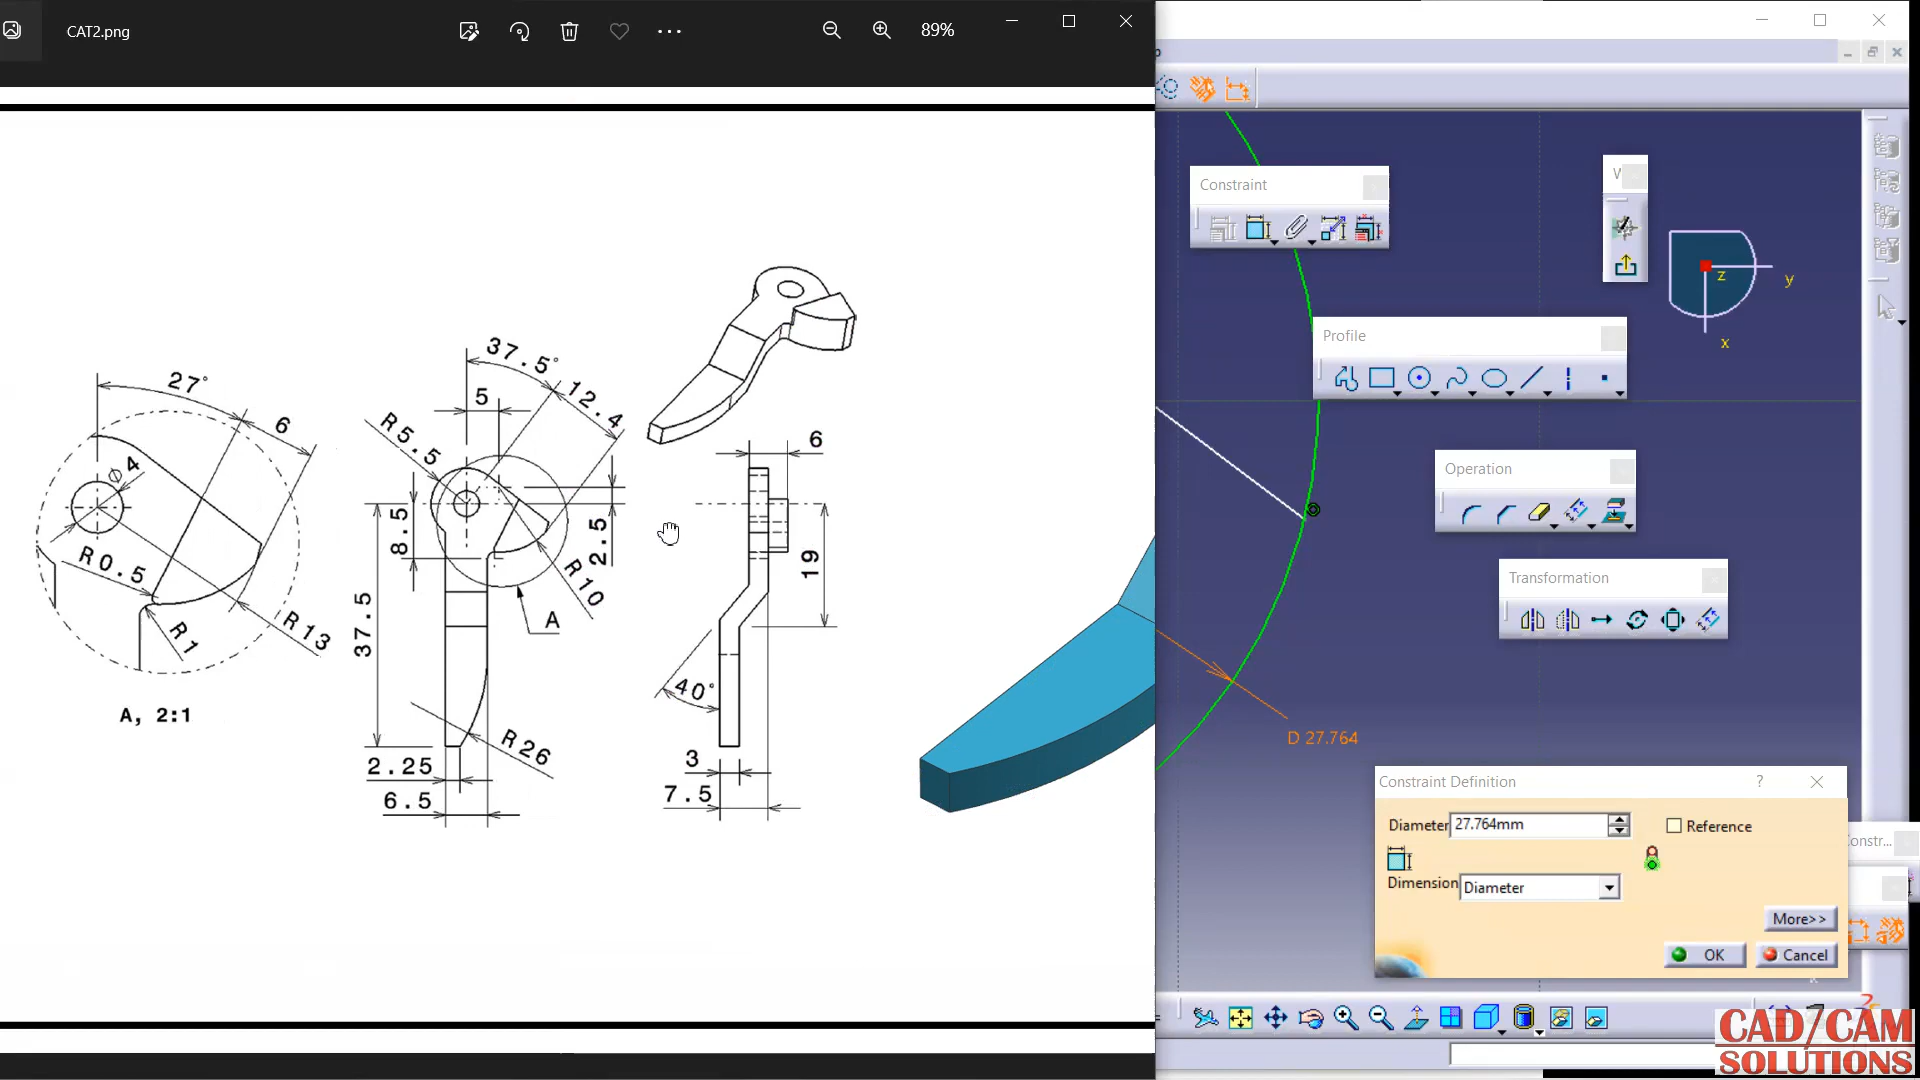 CAT2.png
89%
37.5°
5
12.4
27°
6
R5.5
6
Ø4
8.5
2.5
R0.5
19
R10
A
37.5
R1
R13
40°
A, 2:1
R26
2.25
3
6.5
7.5
Constraint
z
y
x
Profile
Operation
Transformation
D 27.764
Constraint Definition
?
Diameter
27.764mm
Reference
Dimension
Diameter
More>>
OK
Cancel
onstr...
CAD/CAM
SOLUTIONS